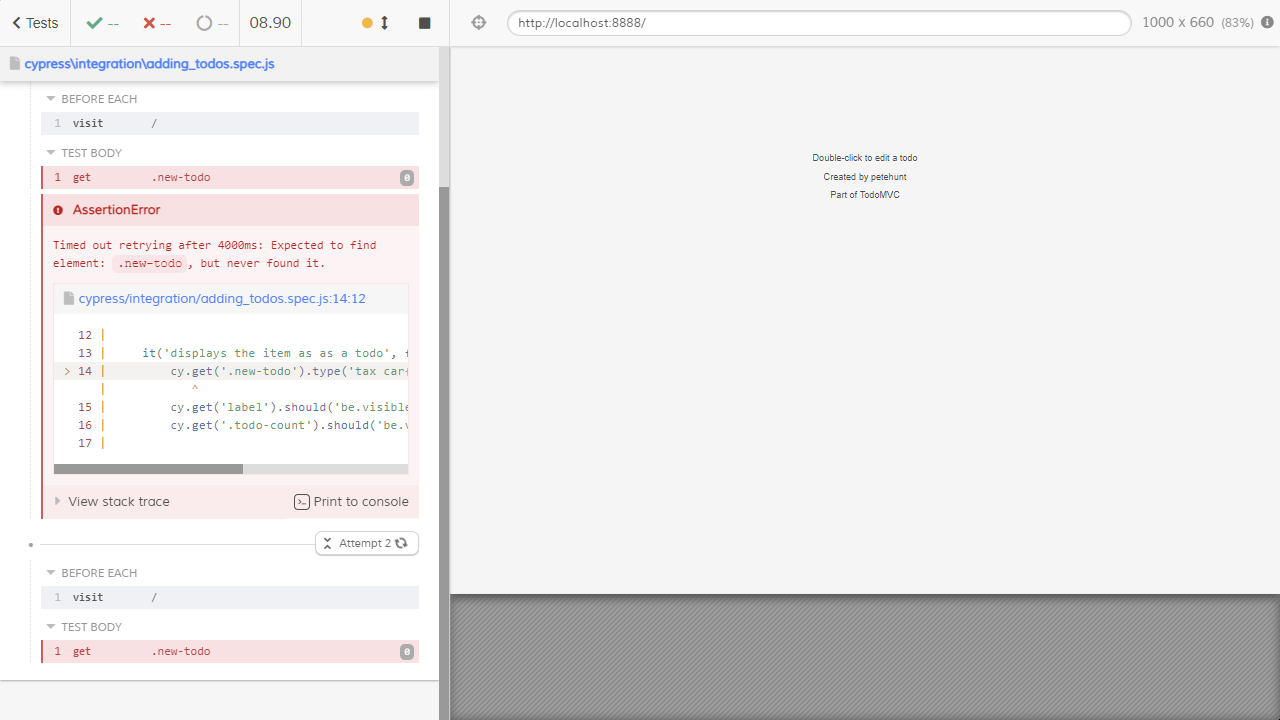 Tests -- -- -- 08.90 http://localhost:8888/ 1000 x 660 (83%)
cypress\integration\adding_todos.spec.js
BEFORE EACH
1 visit /
TEST BODY
1 get .new-todo 0
AssertionError
Timed out retrying after 4000ms: Expected to find
element: .new-todo, but never found it.
cypress/integration/adding_todos.spec.js:14:12
12 |
13 | it('displays the item as as a todo',
> 14 | cy.get('.new-todo').type('tax car
| ^
15 | cy.get('label').should('be.visible
16 | cy.get('.todo-count').should('be.
17 |
View stack trace Print to console
Attempt 2
BEFORE EACH
1 visit /
TEST BODY
1 get .new-todo 0
Double-click to edit a todo
Created by petehunt
Part of TodoMVC